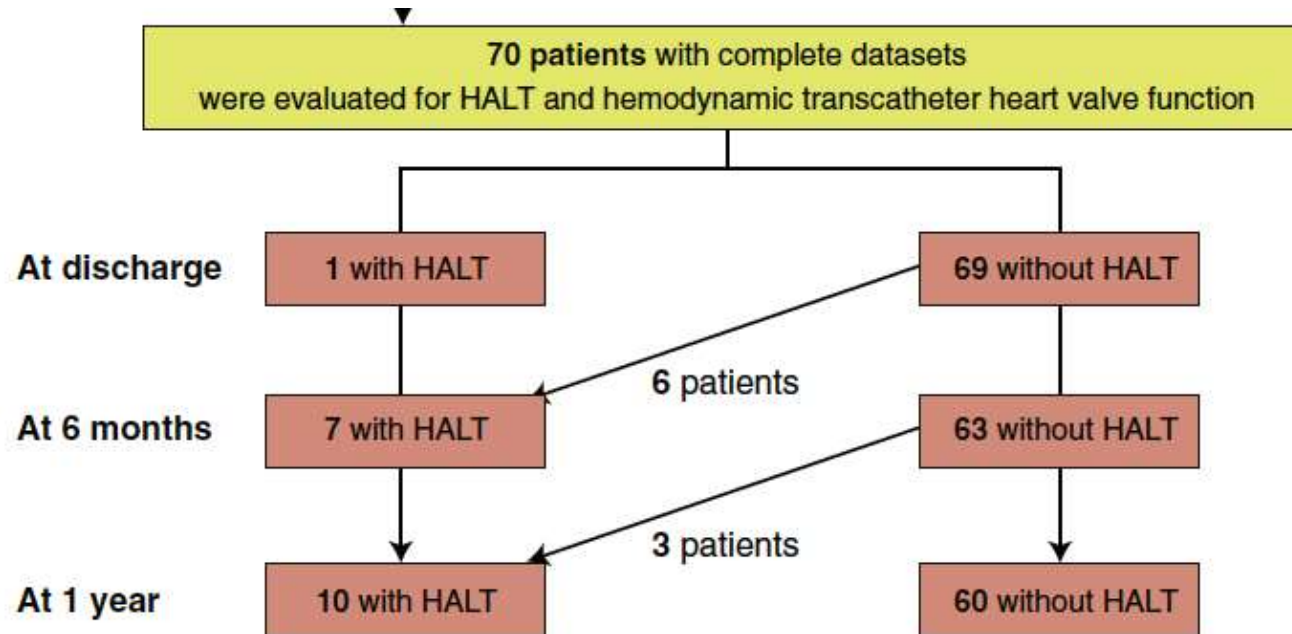 70 patients with complete datasets
were evaluated for HALT and hemodynamic transcatheter heart valve function
At discharge
1 with HALT
69 without HALT
6 patients
At 6 months
7 with HALT
63 without HALT
3 patients
At 1 year
10 with HALT
60 without HALT